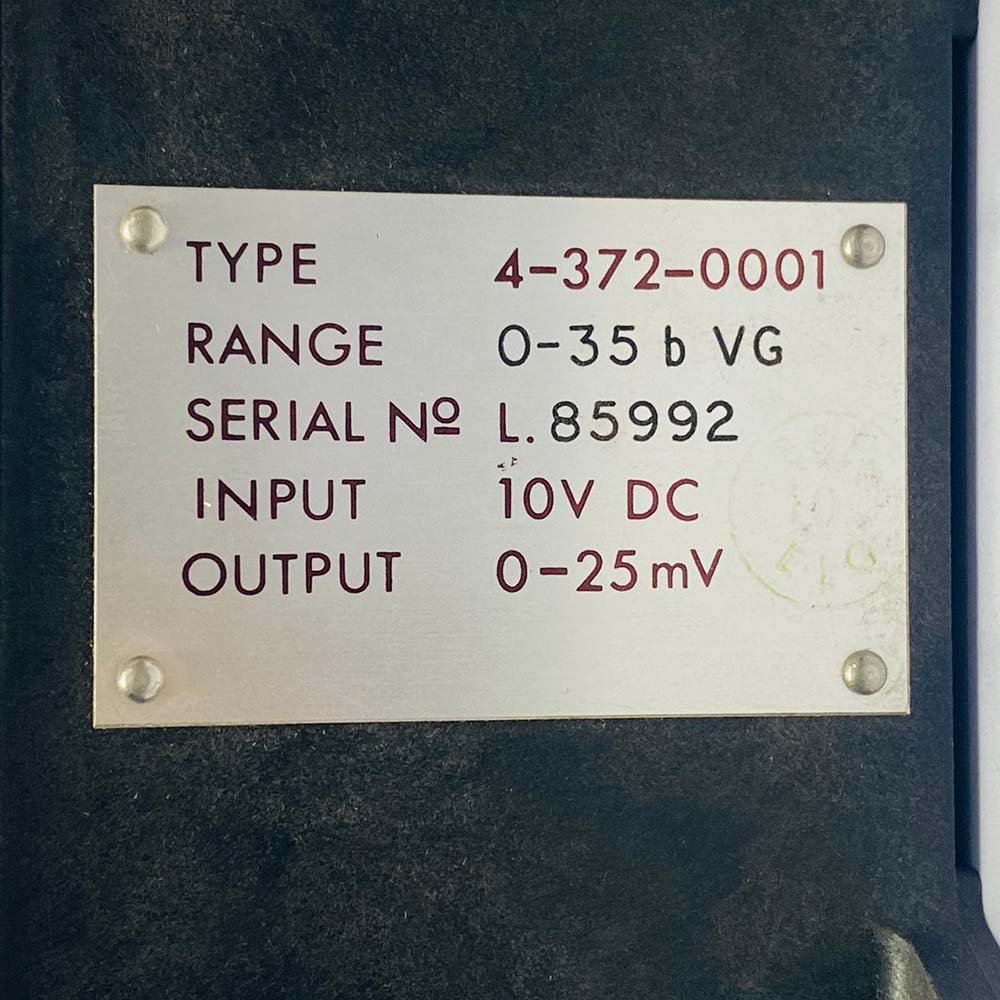 TYPE 4-372-0001
RANGE 0-35 b VG
SERIAL Nº L. 85992
INPUT 10V DC
OUTPUT 0-25mV